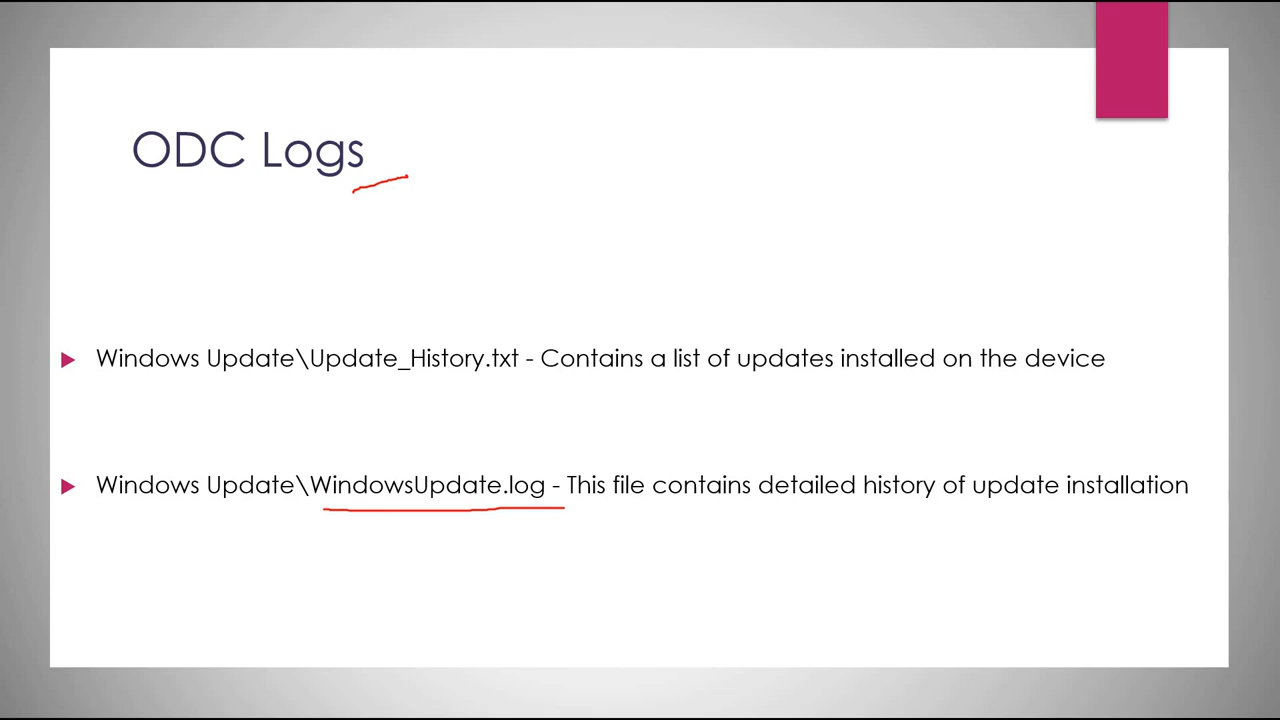 ODC Logs
Windows Update\Update_History.txt - Contains a list of updates installed on the device
Windows Update\WindowsUpdate.log - This file contains detailed history of update installation